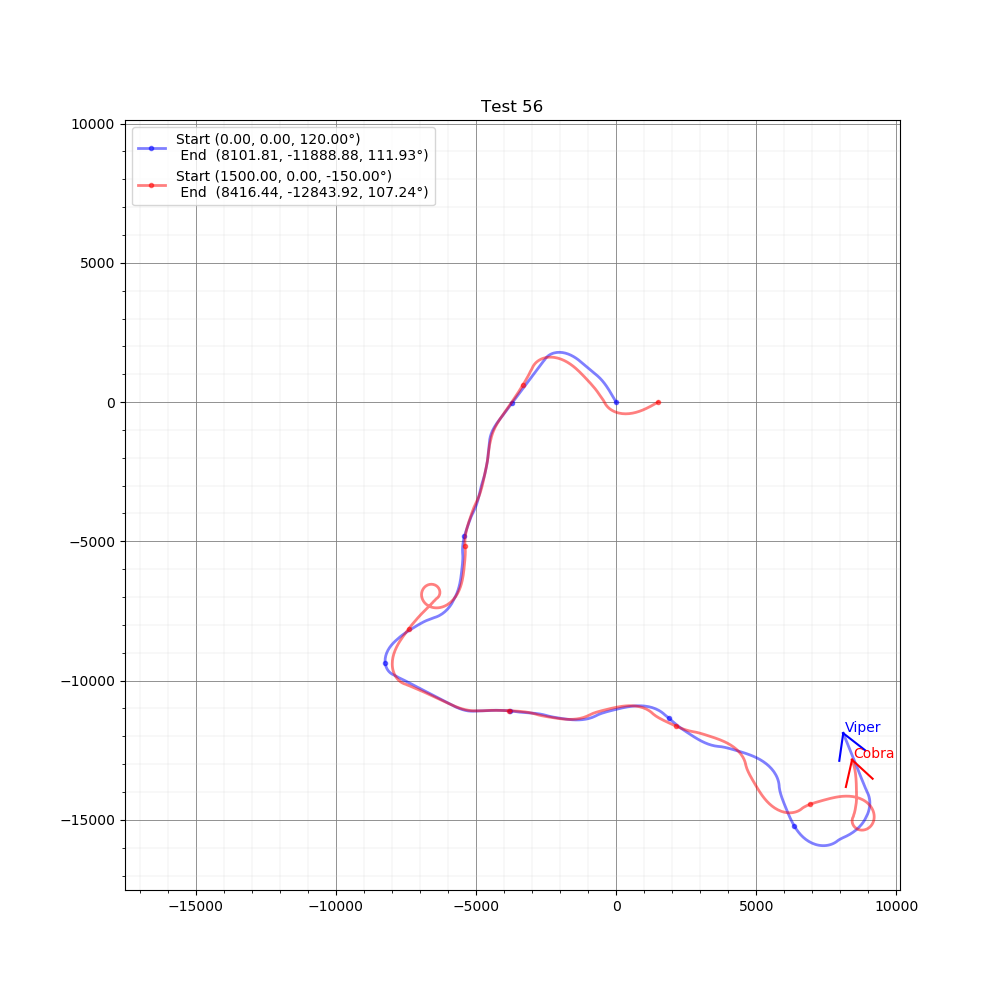 Test 56
Start (0.00, 0.00, 120.00°)
End  (8101.81, -11888.88, 111.93°)
Start (1500.00, 0.00, -150.00°)
End  (8416.44, -12843.92, 107.24°)
10000
5000
0
−5000
−10000
−15000
Viper
Cobra
−15000
−10000
−5000
0
5000
10000